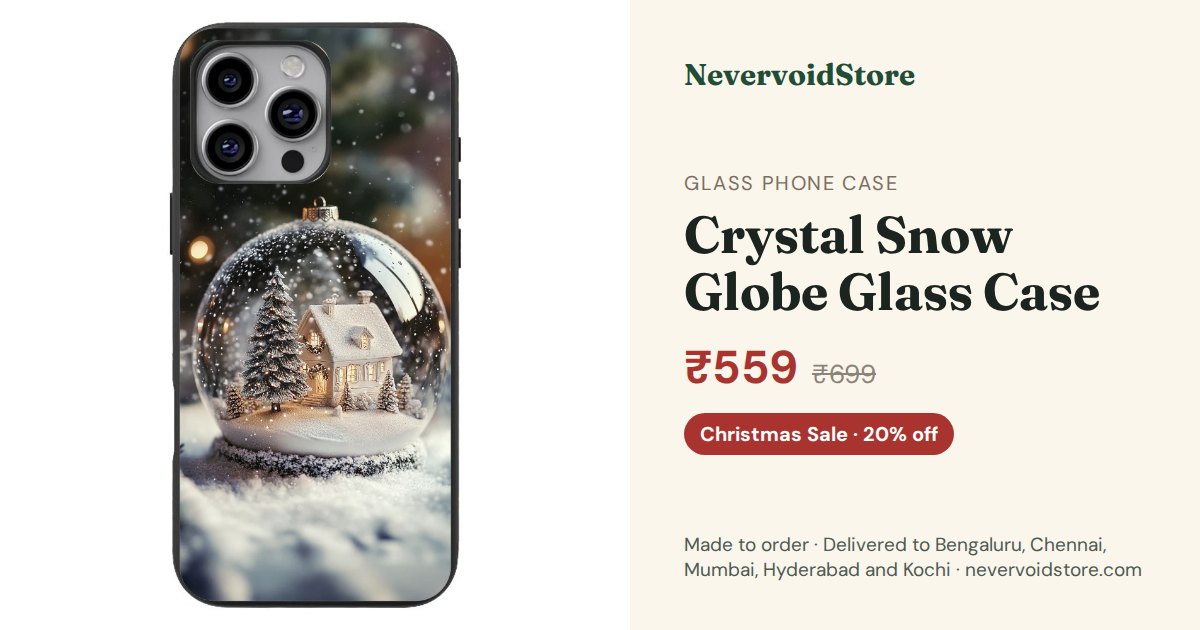 NevervoidStore
GLASS PHONE CASE
Crystal Snow
Globe Glass Case
₹559 ₹699
Christmas Sale · 20% off
Made to order · Delivered to Bengaluru, Chennai,
Mumbai, Hyderabad and Kochi · nevervoidstore.com